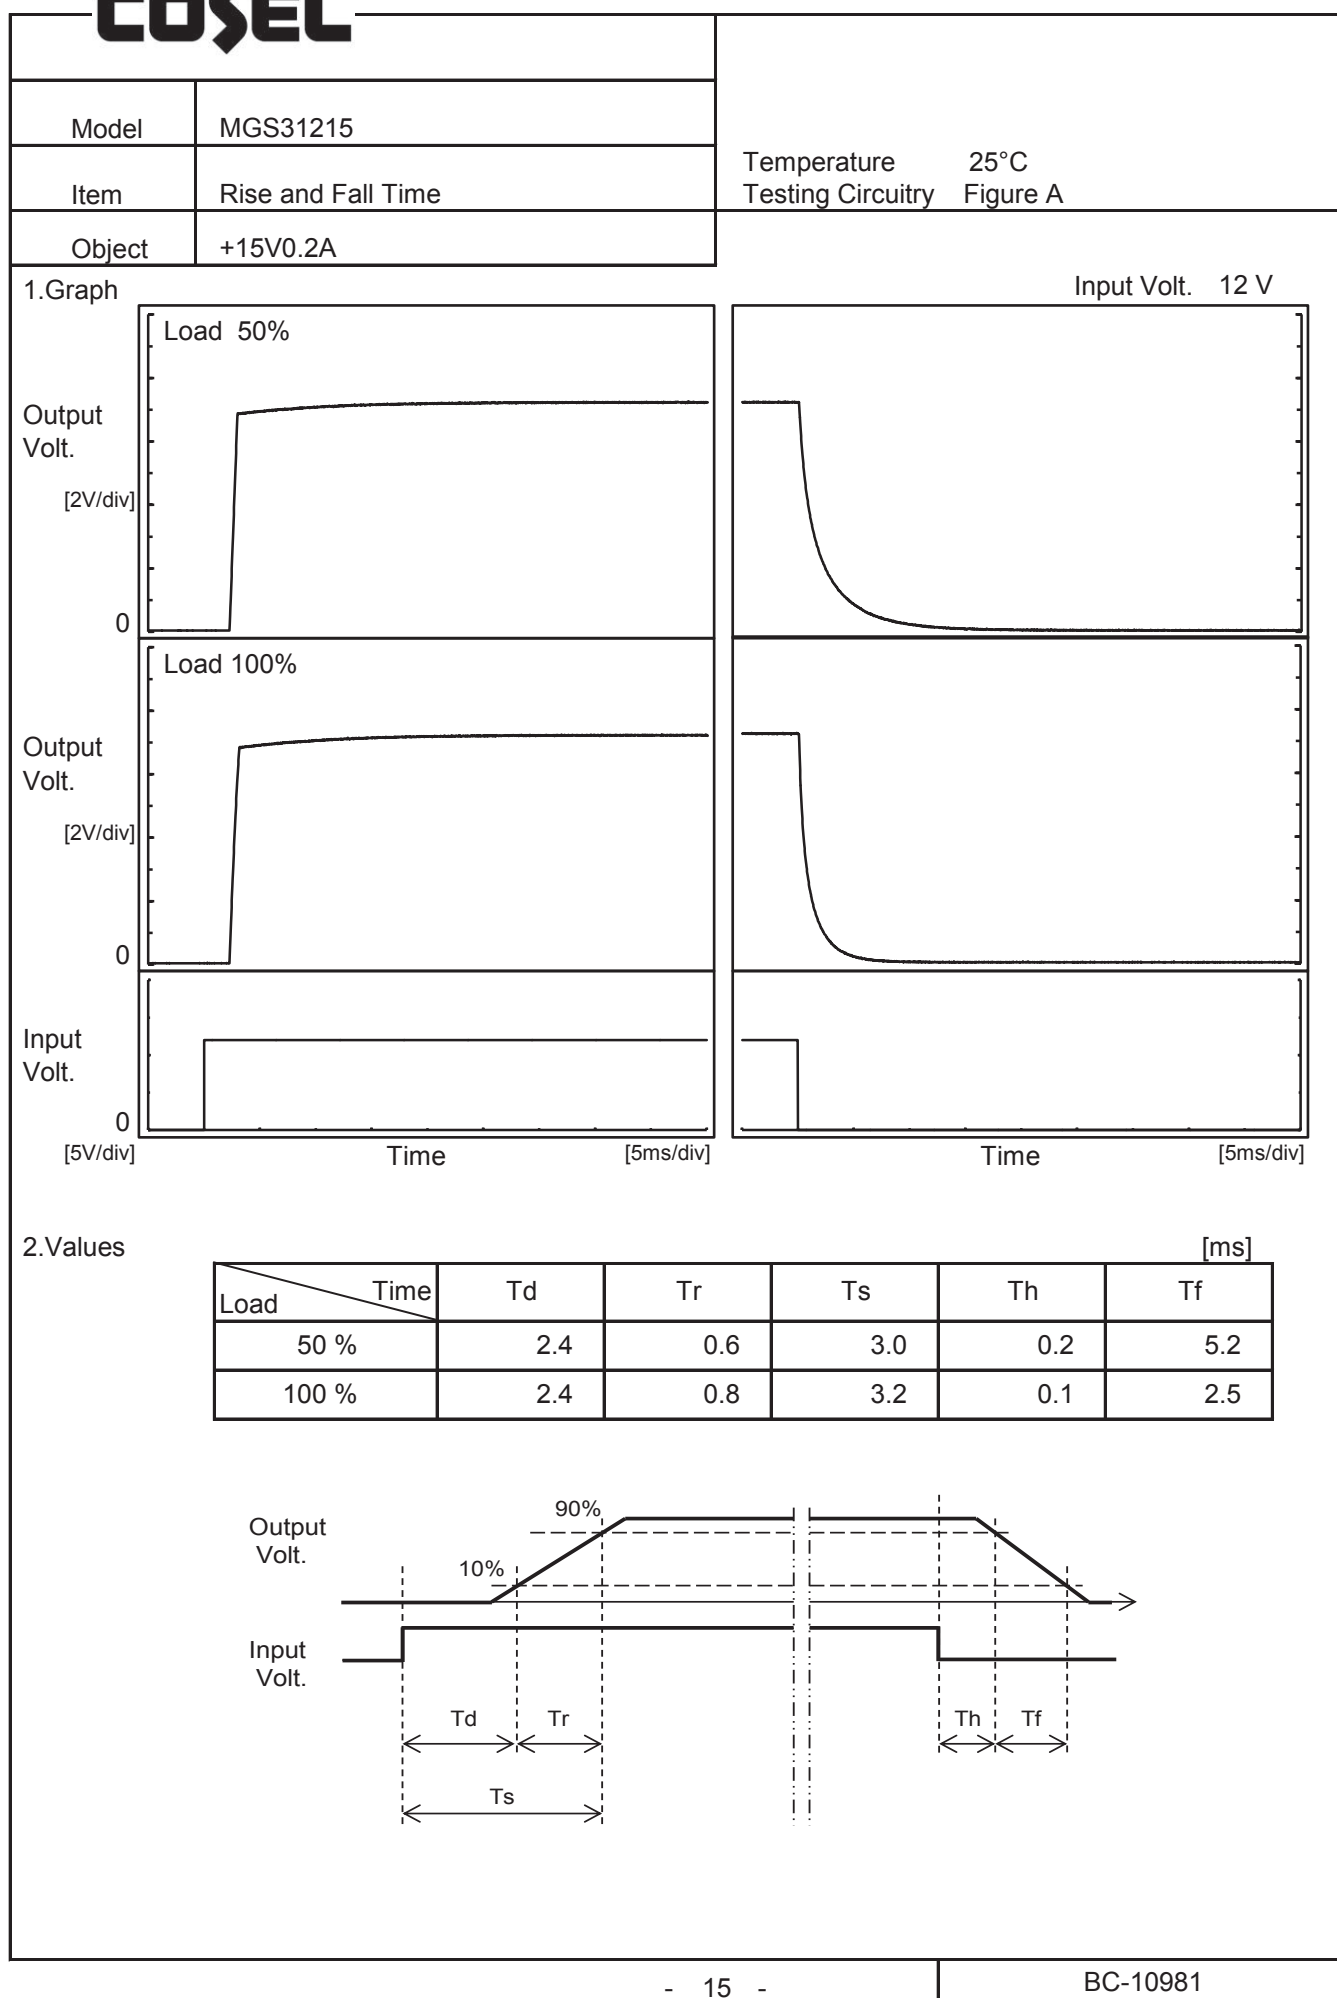 COSEL
Model MGS31215
Item Rise and Fall Time
Object +15V0.2A
Temperature 25°C
Testing Circuitry Figure A
1.Graph
Input Volt. 12 V
Load 50%
Output
Volt.
[2V/div]
0
Load 100%
Output
Volt.
[2V/div]
0
Input
Volt.
0
[5V/div]
Time
[5ms/div]
Time
[5ms/div]
2.Values
[ms]
Time
Load
Td Tr Ts Th Tf
50 % 2.4 0.6 3.0 0.2 5.2
100 % 2.4 0.8 3.2 0.1 2.5
90%
Output
Volt.
10%
Input
Volt.
Td Tr Th Tf
Ts
- 15 -
BC-10981